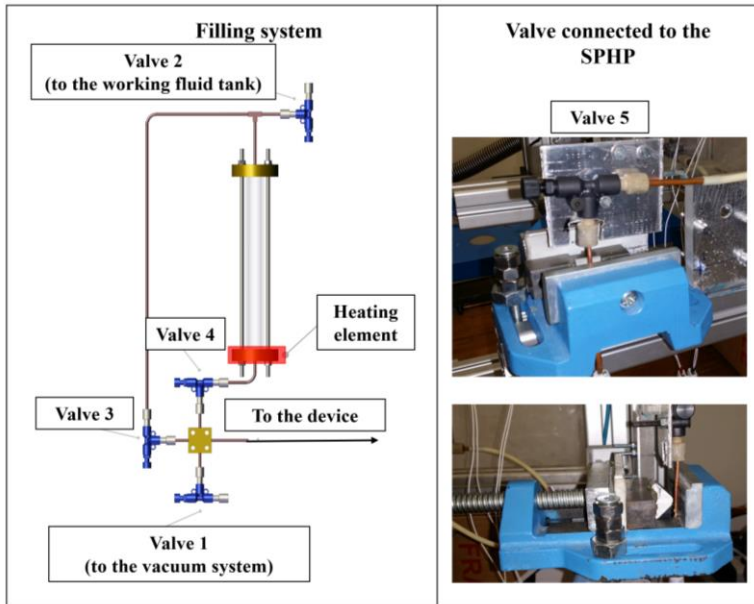 Filling system
Valve 2
(to the working fluid tank)
Heating
element
Valve 4
Valve 3
To the device
Valve 1
(to the vacuum system)
Valve connected to the
SPHP
Valve 5